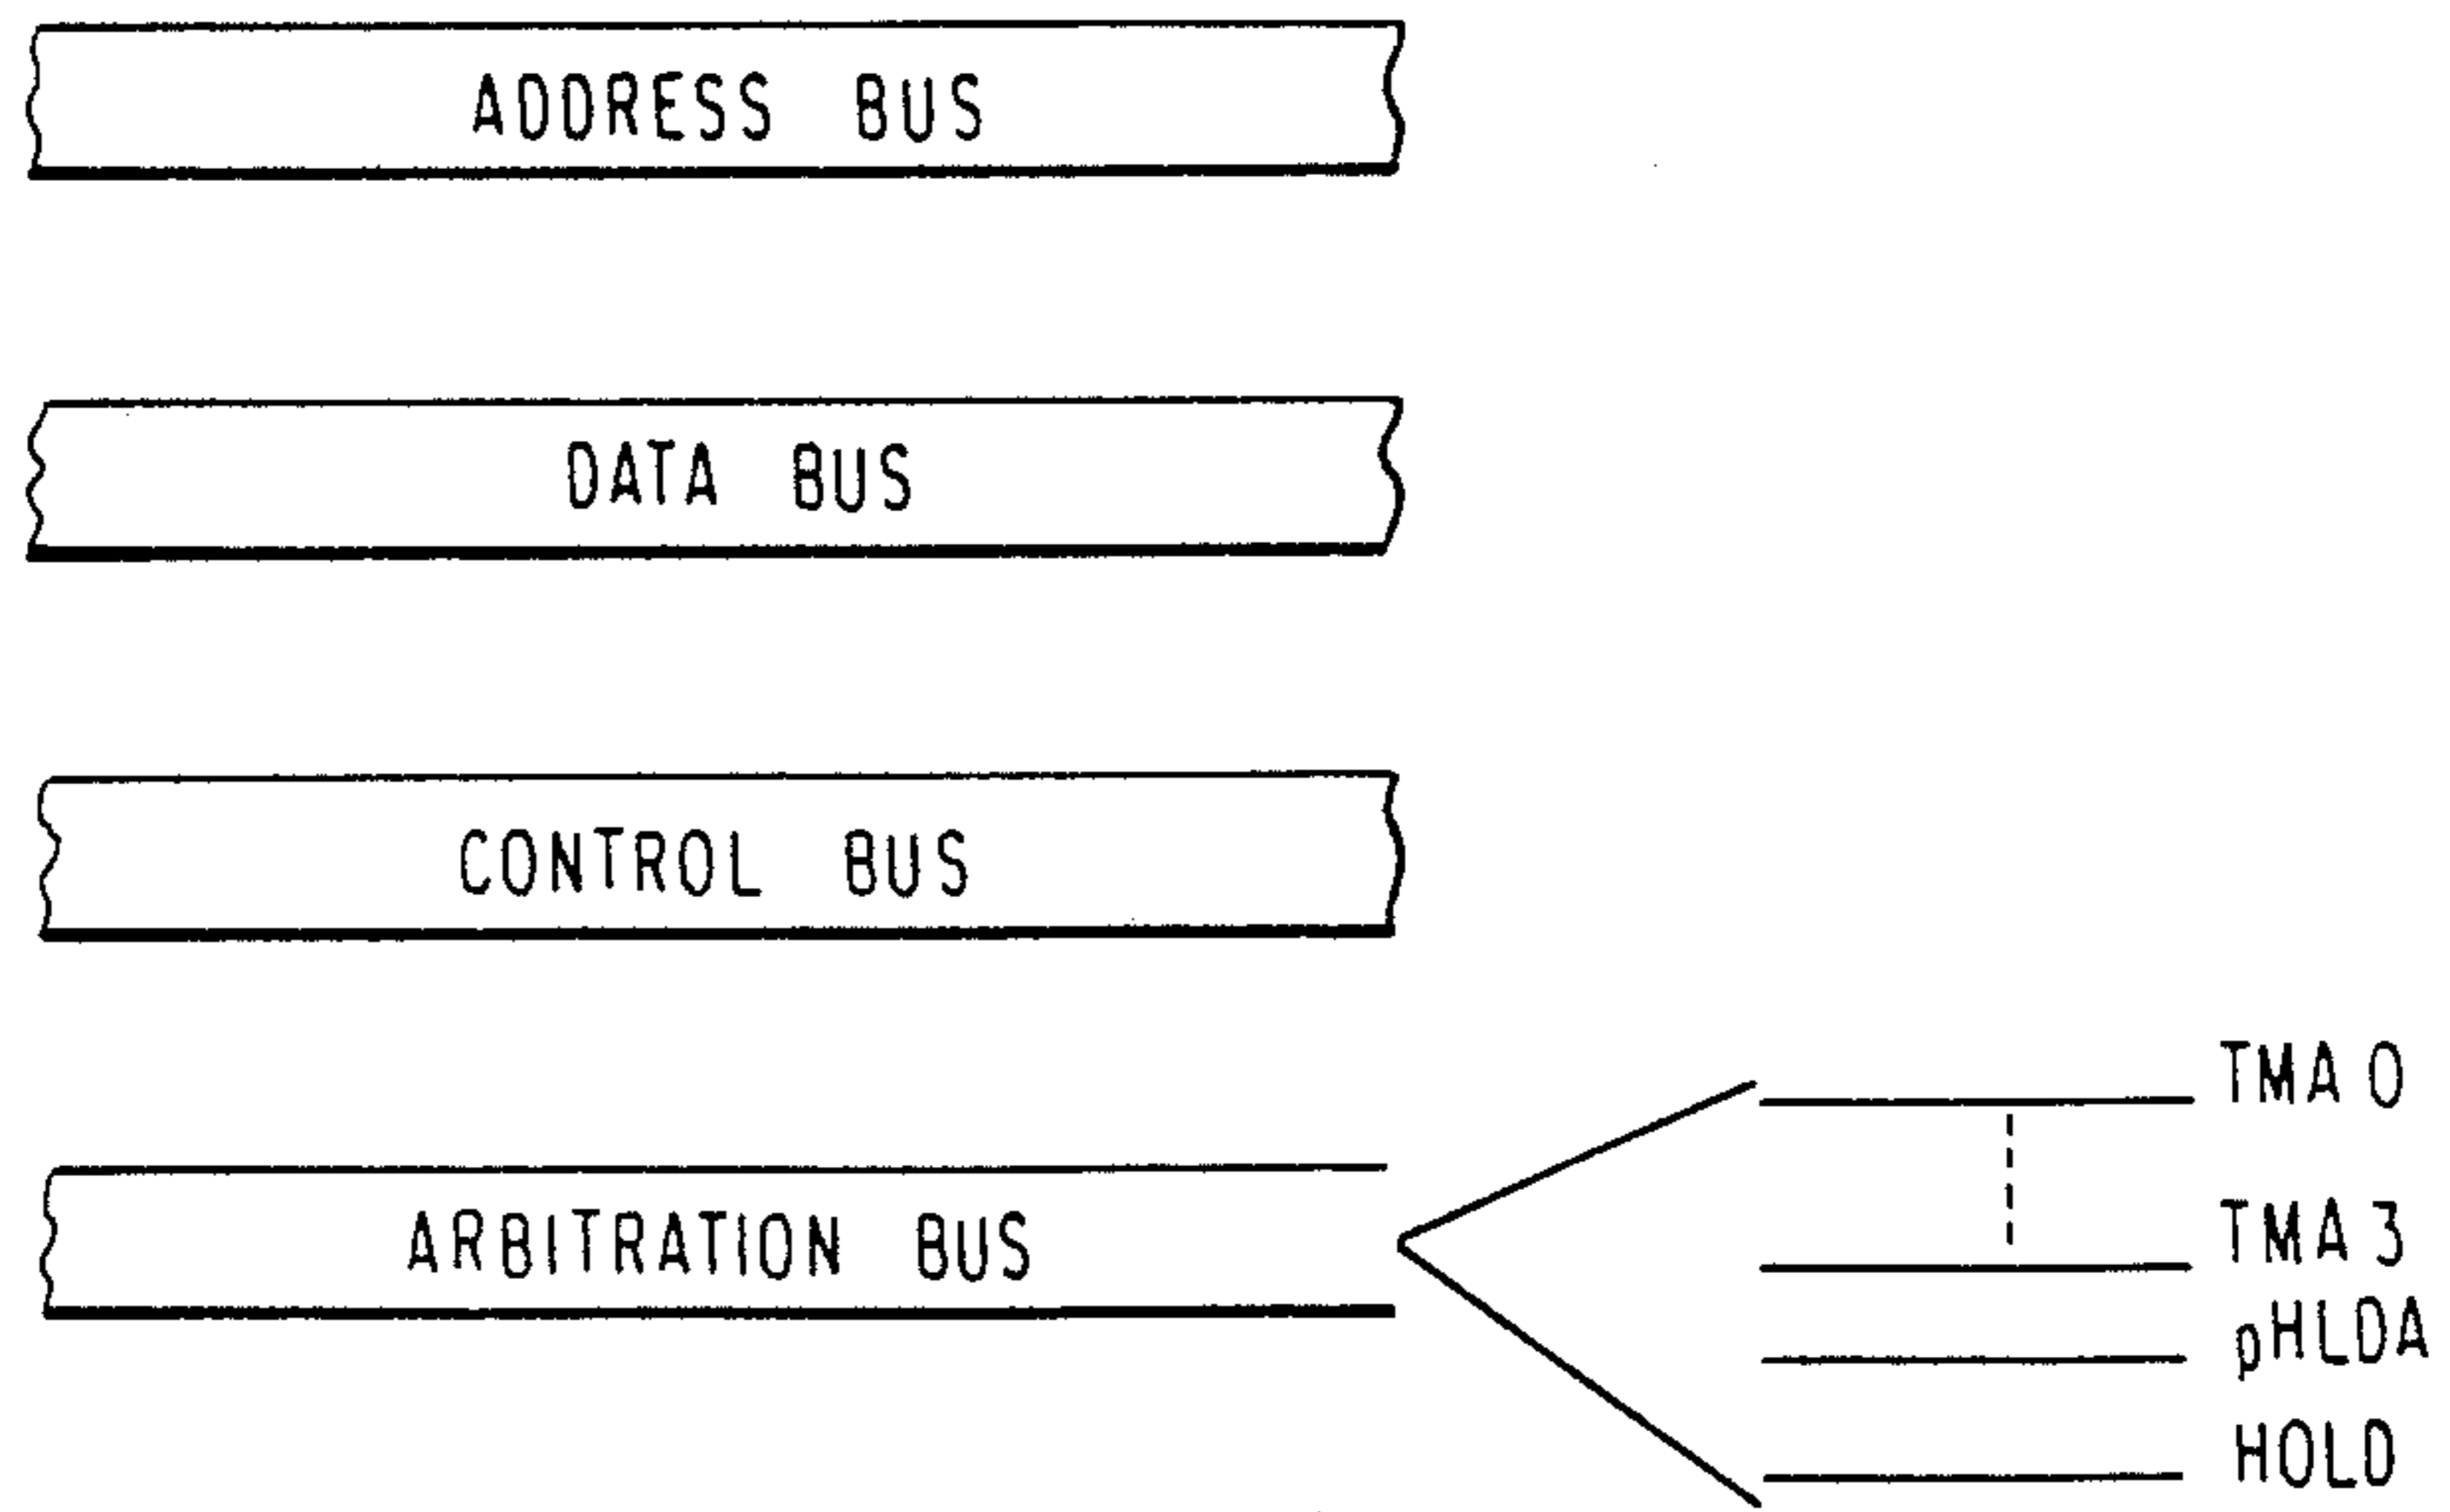 ADDRESS BUS
DATA BUS
CONTROL BUS
ARBITRATION BUS
TMA 0
TMA 3
pHLDA
HOLD